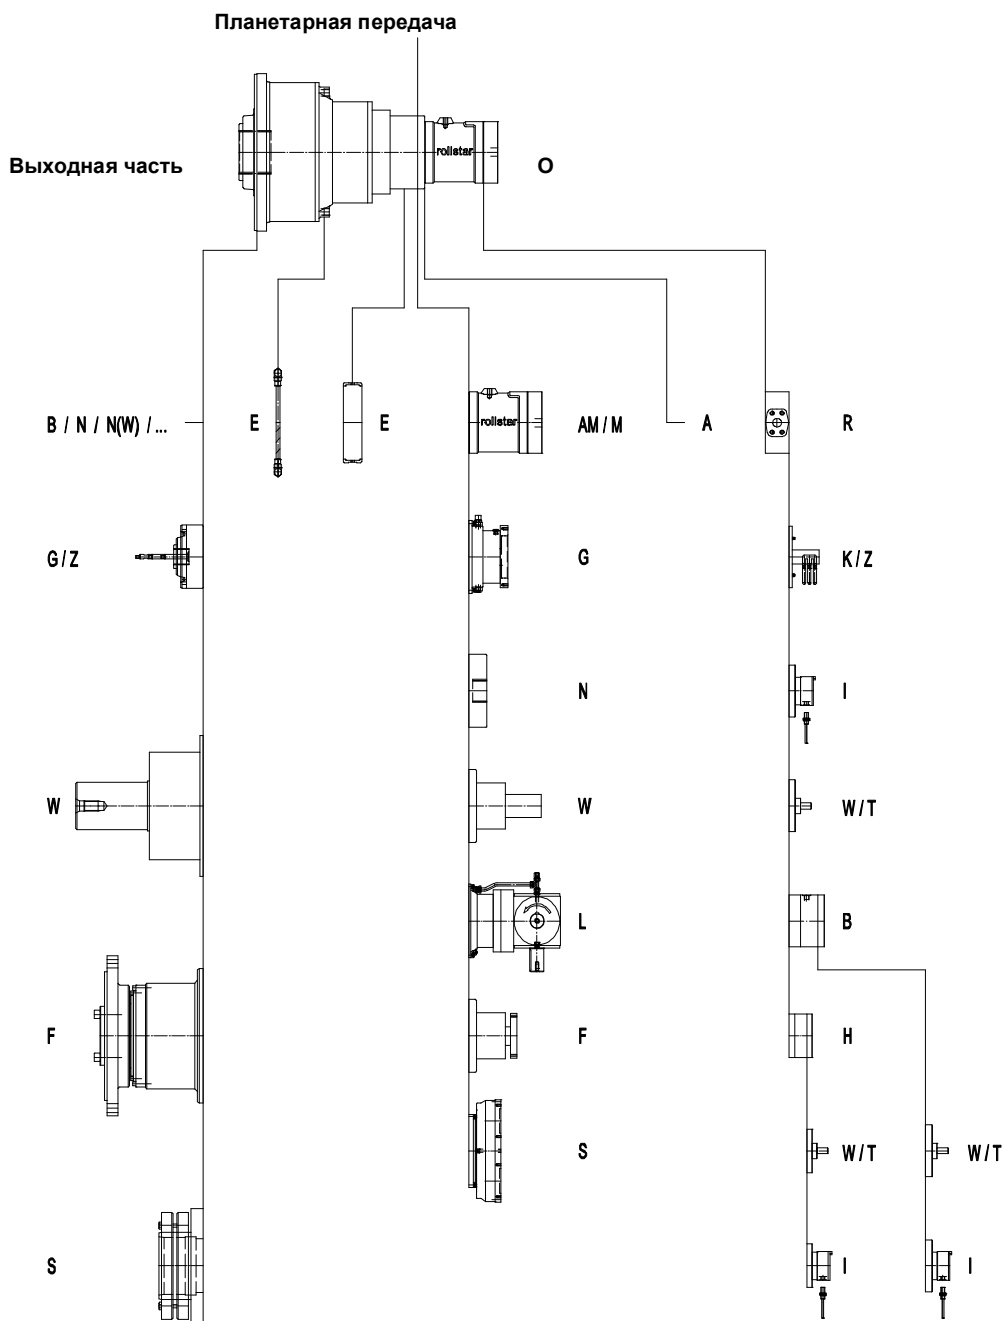 Планетарная передача
rollstar
Выходная часть
O
B / N / N(W) / ...
E
E
rollstar
AM / M
A
R
G / Z
G
K / Z
N
I
W
W
W / T
L
B
F
F
H
S
W / T
W / T
S
I
I